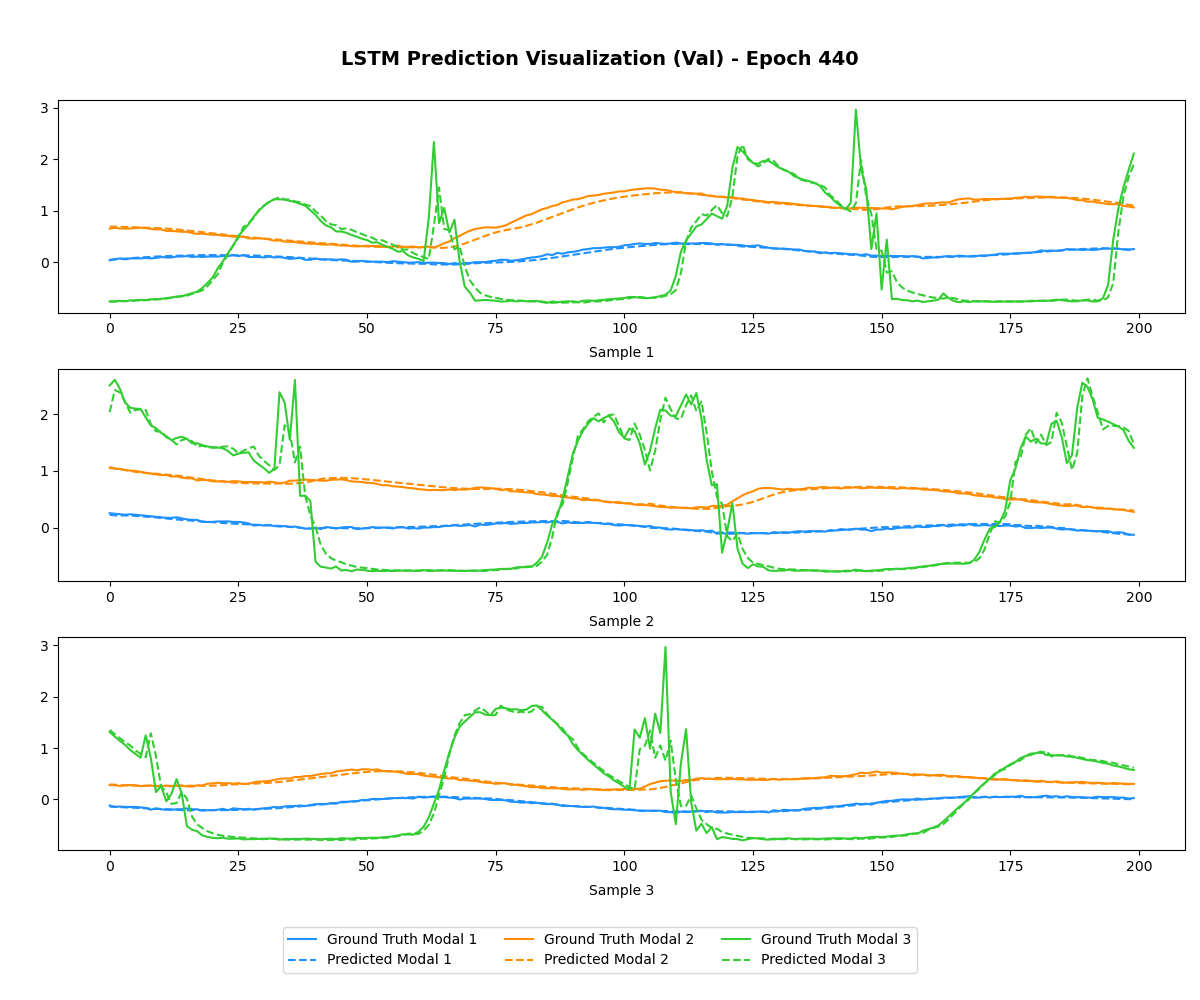 LSTM Prediction Visualization (Val) - Epoch 440
3
2
1
0
0 25 50 75 100 125 150 175 200
Sample 1
2
1
0
0 25 50 75 100 125 150 175 200
Sample 2
3
2
1
0
0 25 50 75 100 125 150 175 200
Sample 3
Ground Truth Modal 1 Ground Truth Modal 2 Ground Truth Modal 3
Predicted Modal 1 Predicted Modal 2 Predicted Modal 3